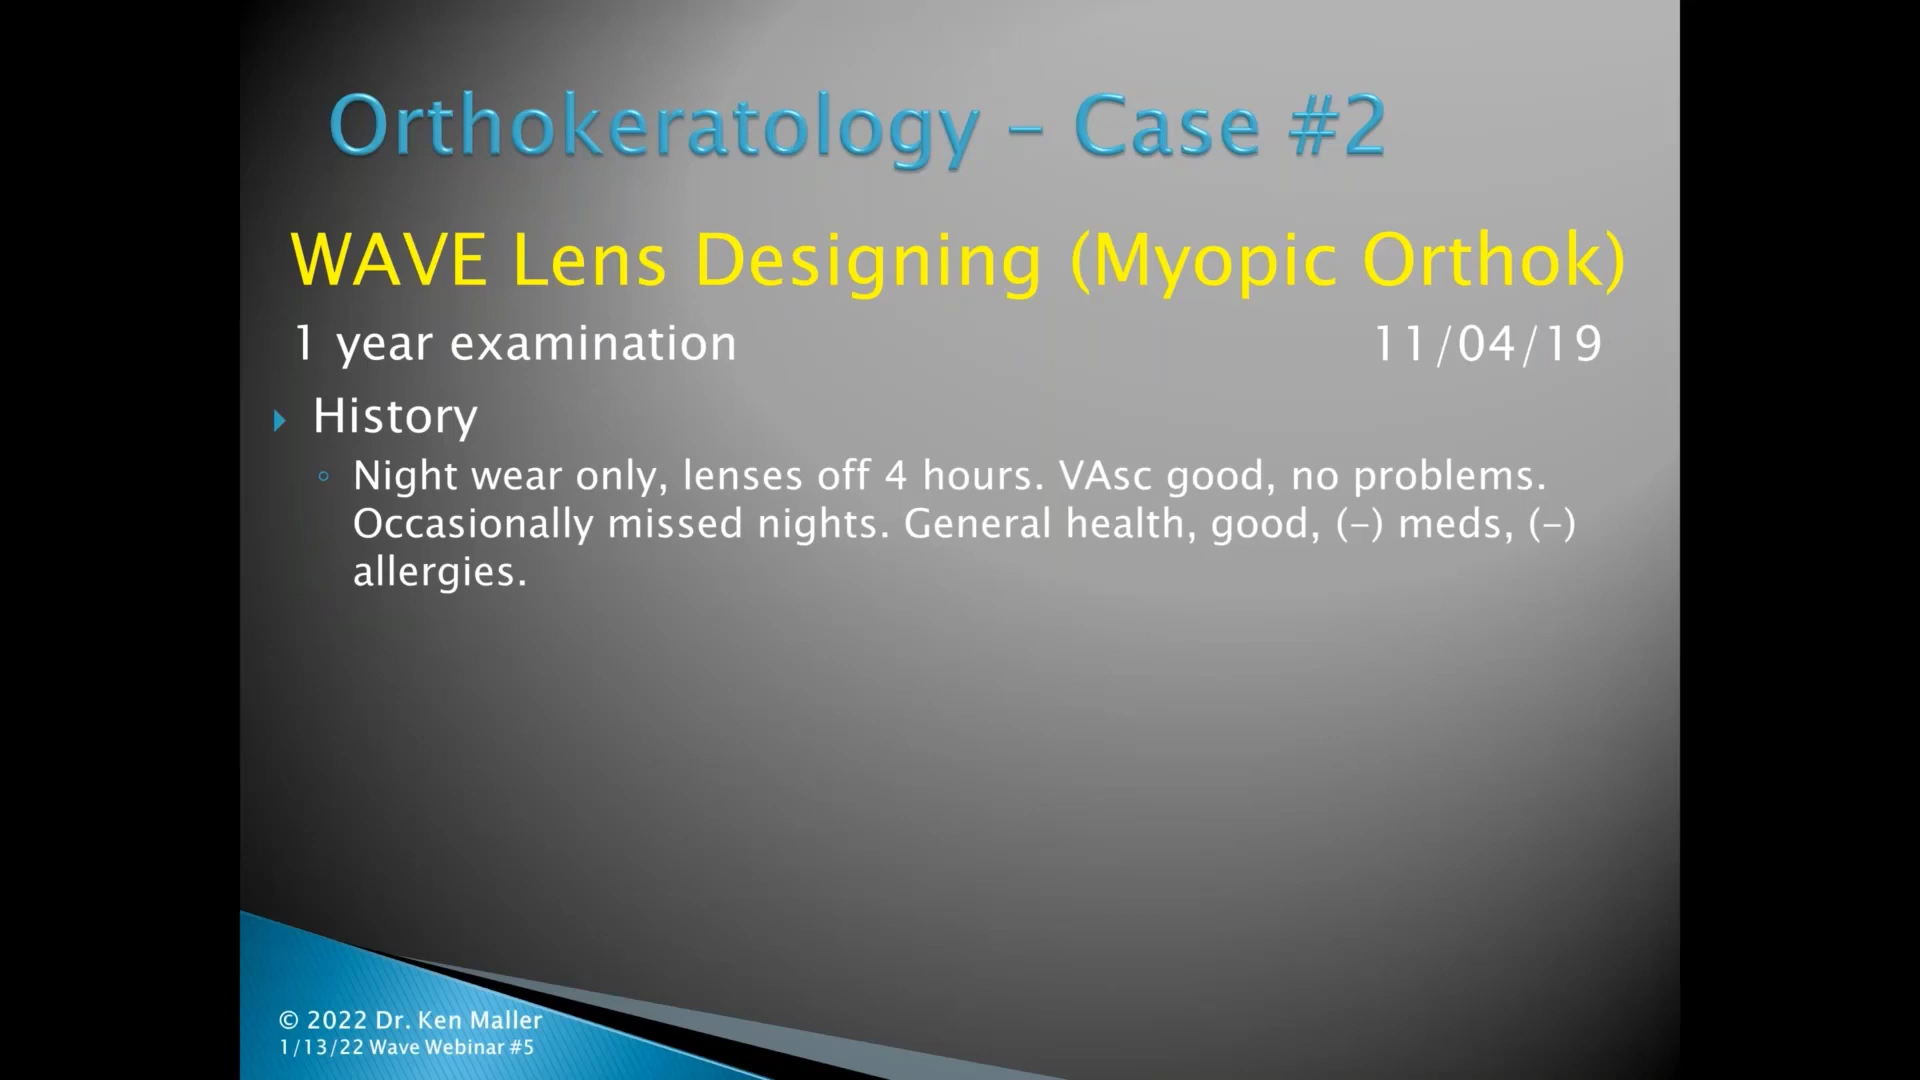 Orthokeratology – Case #2
WAVE Lens Designing (Myopic Orthok)
1 year examination 11/04/19
History
Night wear only, lenses off 4 hours. VAsc good, no problems.
Occasionally missed nights. General health, good, (–) meds, (–)
allergies.
© 2022 Dr. Ken Maller
1/13/22 Wave Webinar #5